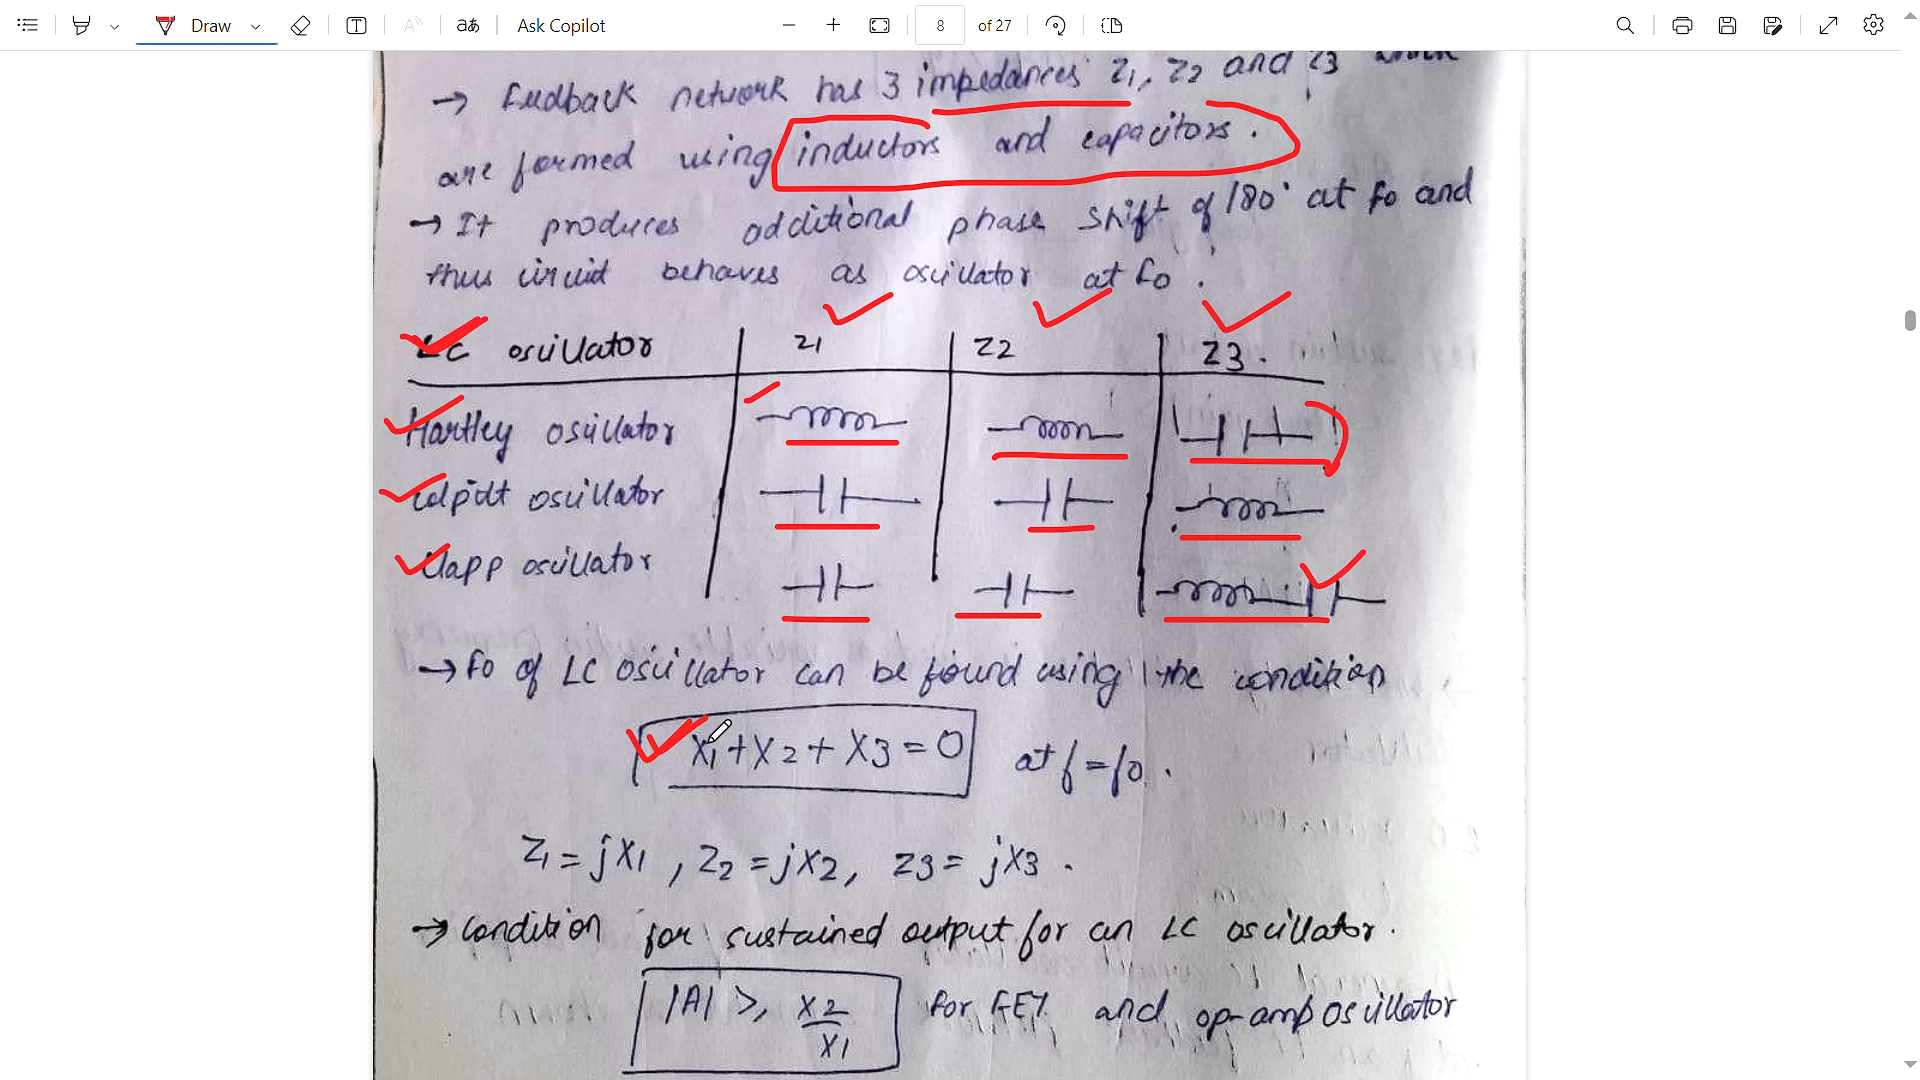 Draw
aあ
Ask Copilot
8 of 27
→ Feedback network has 3 impedances Z1, Z2 and Z3
are formed using inductors and capacitors.
→ It produces additional phase shift of 180° at fo and
thus circuit behaves as oscillator at fo.
LC oscillator Z1 Z2 Z3.
Hartley oscillator
colpitt oscillator
clapp oscillator
→ fo of LC oscillator can be found using the condition
X1+X2+X3=0 at f=fo.
Z1=jX1, Z2=jX2, Z3=jX3.
→ condition for sustained output for an LC oscillator.
|A| ≥ X2/X1 for FET and op-amp oscillator